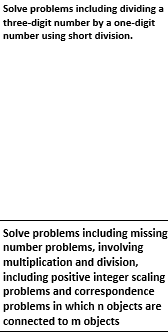 Solve problems including dividing a
three-digit number by a one-digit
number using short division.
Solve problems including missing
number problems, involving
multiplication and division,
including positive integer scaling
problems and correspondence
problems in which n objects are
connected to m objects